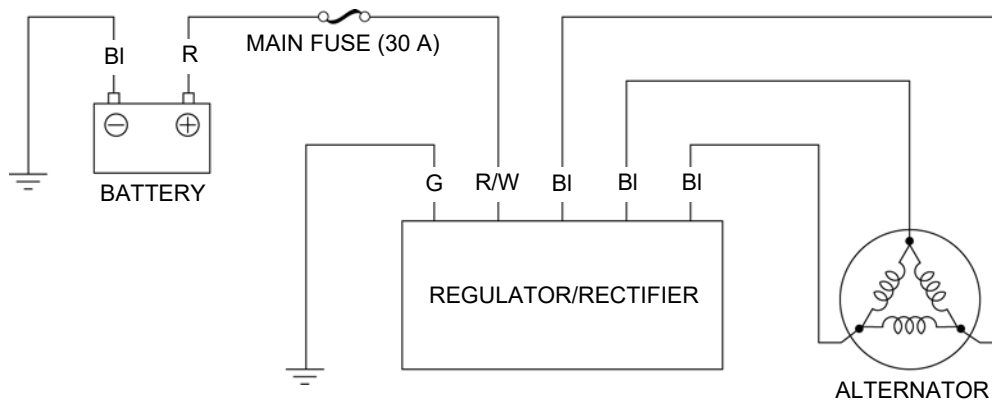 MAIN FUSE (30 A)
Bl R
BATTERY
G R/W Bl Bl Bl
REGULATOR/RECTIFIER
ALTERNATOR